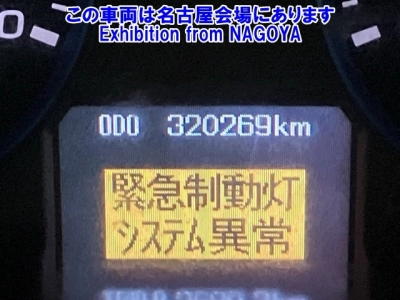 この車両は名古屋会場にあります
Exhibition from NAGOYA
0
ODO 320269km
緊急制動灯
システム異常